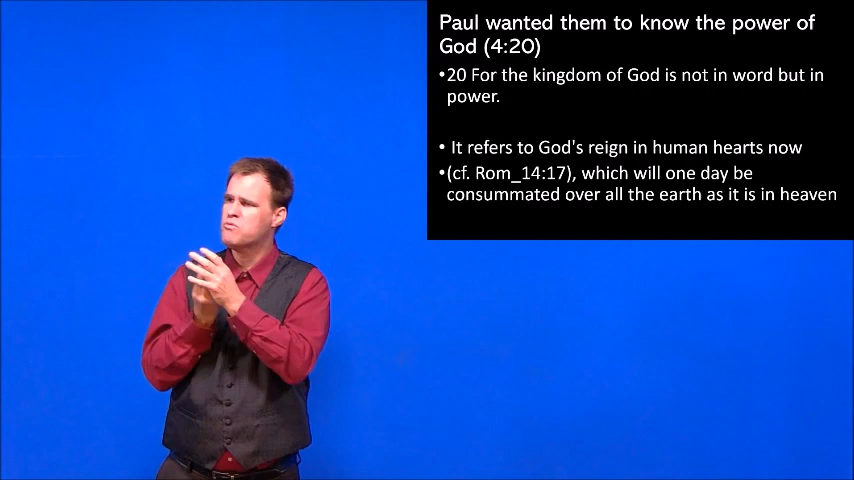 Paul wanted them to know the power of
God (4:20)
•20 For the kingdom of God is not in word but in
power.
• It refers to God's reign in human hearts now
•(cf. Rom_14:17), which will one day be
consummated over all the earth as it is in heaven